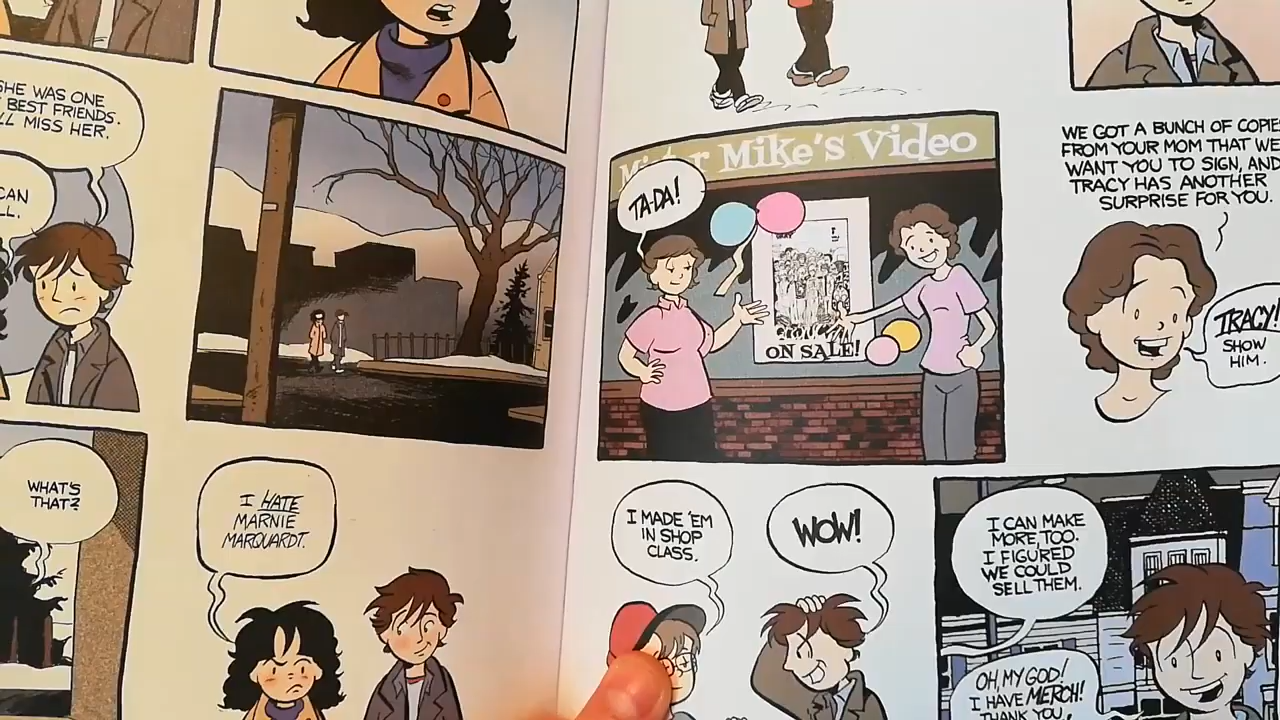 SHE WAS ONE
BEST FRIENDS.
MISS HER.
CAN
WHAT'S
THAT?
I HATE
MARNIE
MARQUARDT.
Mister Mike's Video
TA-DA!
ON SALE!
WE GOT A BUNCH OF COPIES
FROM YOUR MOM THAT WE
WANT YOU TO SIGN, AND
TRACY HAS ANOTHER
SURPRISE FOR YOU.
TRACY!
SHOW
HIM.
I MADE 'EM
IN SHOP
CLASS.
WOW!
I CAN MAKE
MORE, TOO.
I FIGURED
WE COULD
SELL THEM.
OH, MY GOD!
I HAVE MERCH!
THANK YOU,